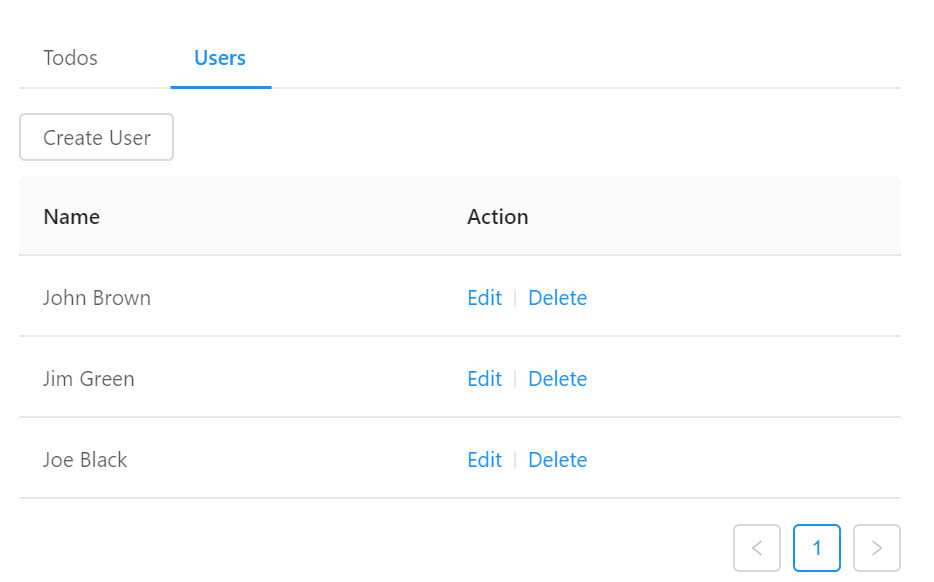 Todos Users
Create User
Name Action
John Brown Edit | Delete
Jim Green Edit | Delete
Joe Black Edit | Delete
< 1 >